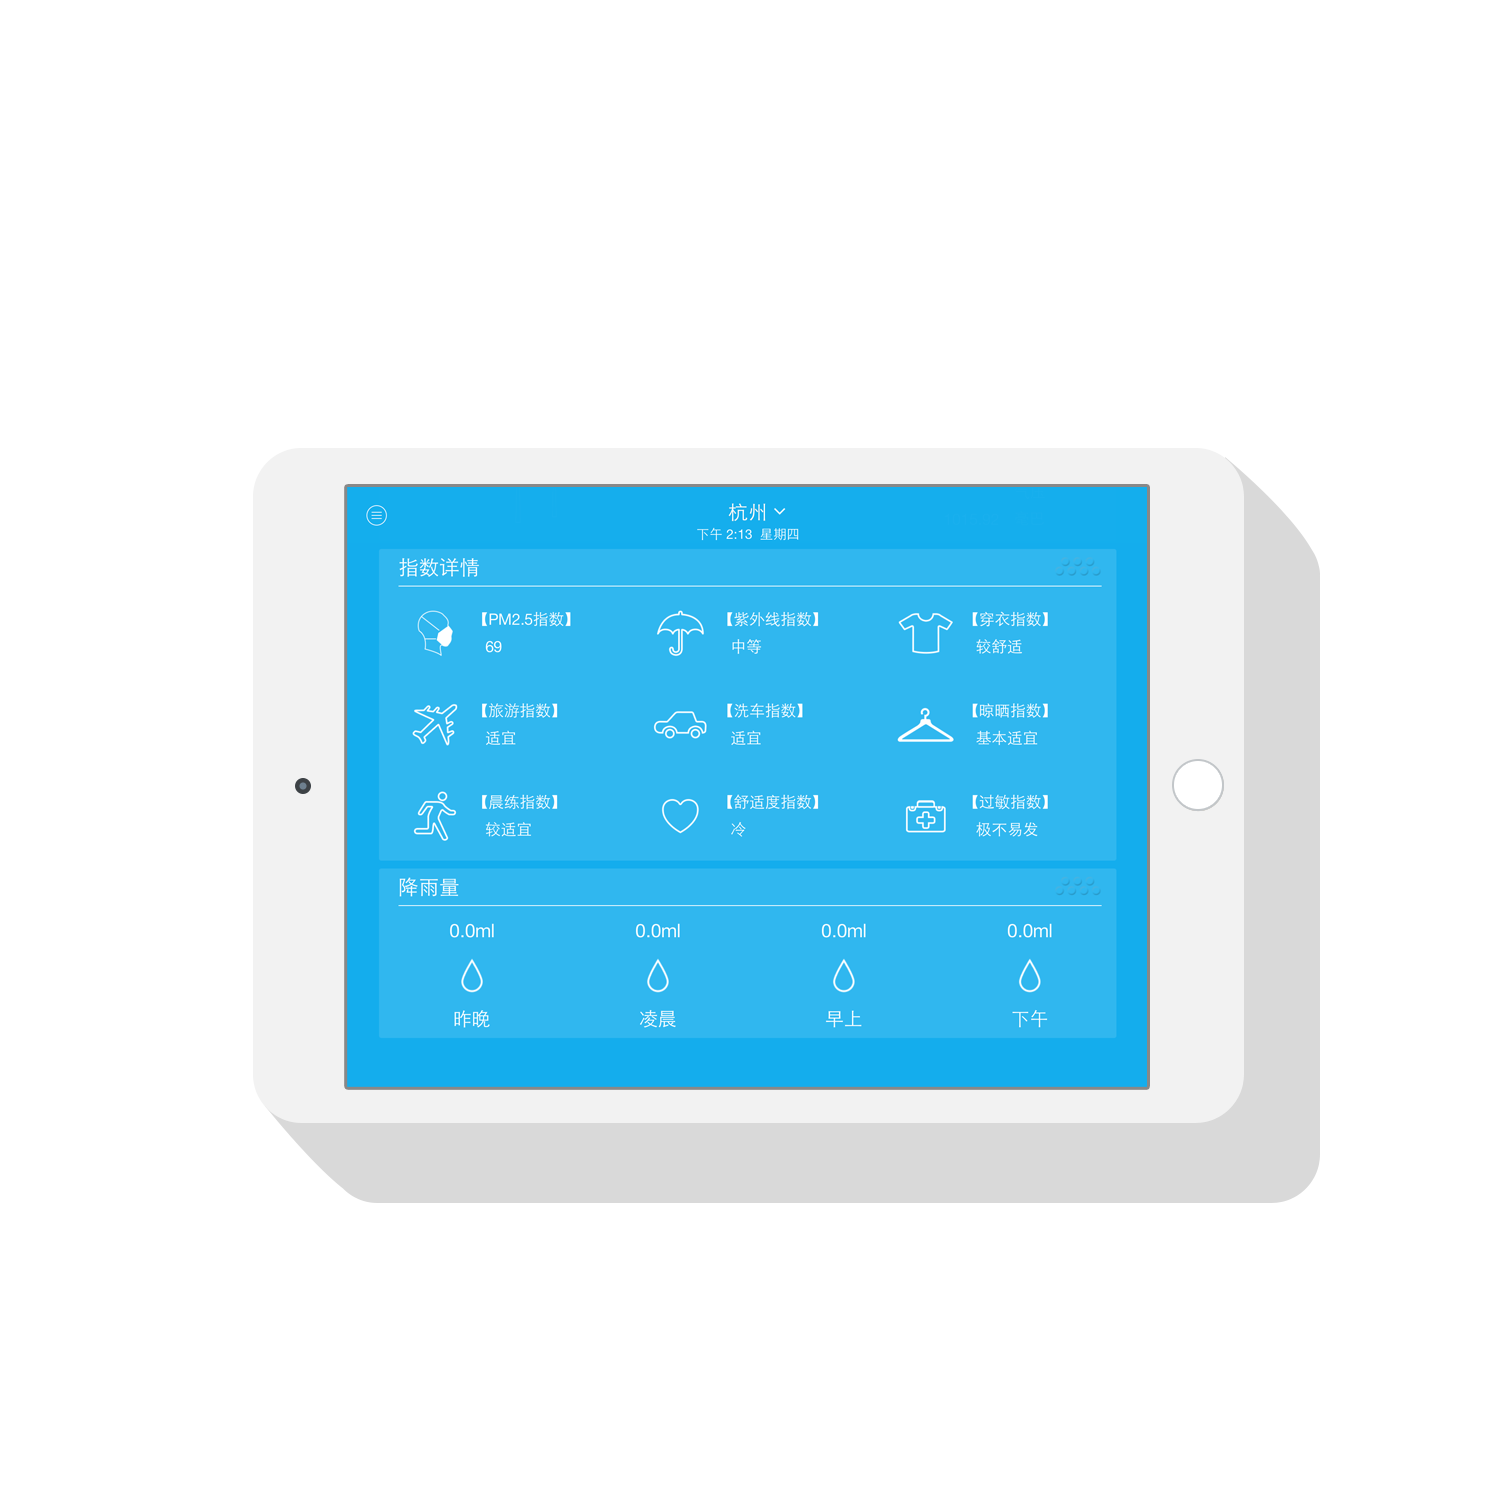 杭州
下午 2:13 星期四
指数详情
【PM2.5指数】 【紫外线指数】 【穿衣指数】
69 中等 较舒适
【旅游指数】 【洗车指数】 【晾晒指数】
适宜 适宜 基本适宜
【晨练指数】 【舒适度指数】 【过敏指数】
较适宜 冷 极不易发
降雨量
0.0ml 0.0ml 0.0ml 0.0ml
昨晚 凌晨 早上 下午